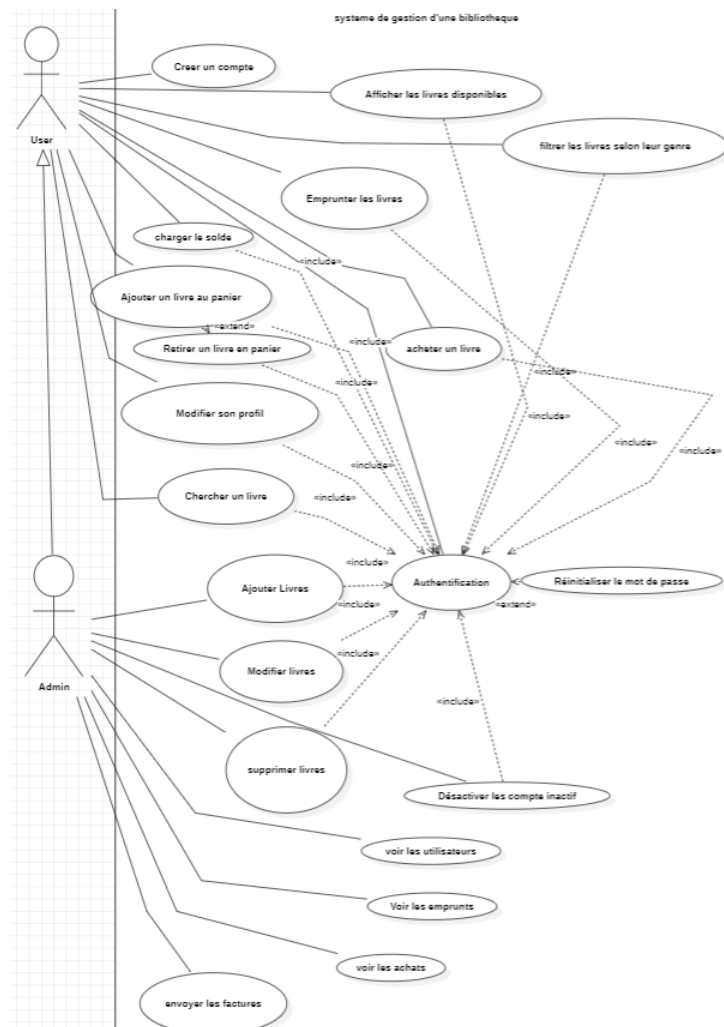 systeme de gestion d'une bibliotheque
Creer un compte
Afficher les livres disponibles
User
filtrer les livres selon leur genre
Emprunter les livres
charger le solde
«include»
Ajouter un livre au panier
«extend»
Retirer un livre en panier
«include»
acheter un livre
«include»
«include»
Modifier son profil
«include»
«include»
«include»
«include»
Chercher un livre
«include»
«include»
Ajouter Livres
Authentification
Réinitialiser le mot de passe
«include»
«extend»
«include»
Modifier livres
Admin
«include»
supprimer livres
Désactiver les compte inactif
voir les utilisateurs
Voir les emprunts
voir les achats
envoyer les factures